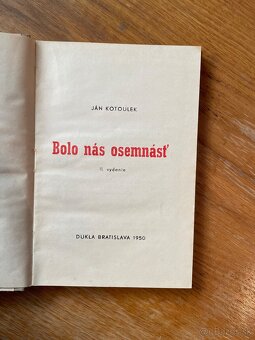 JÁN KOTOULEK
Bolo nás osemnásť
II. vydanie
DUKLA BRATISLAVA 1950